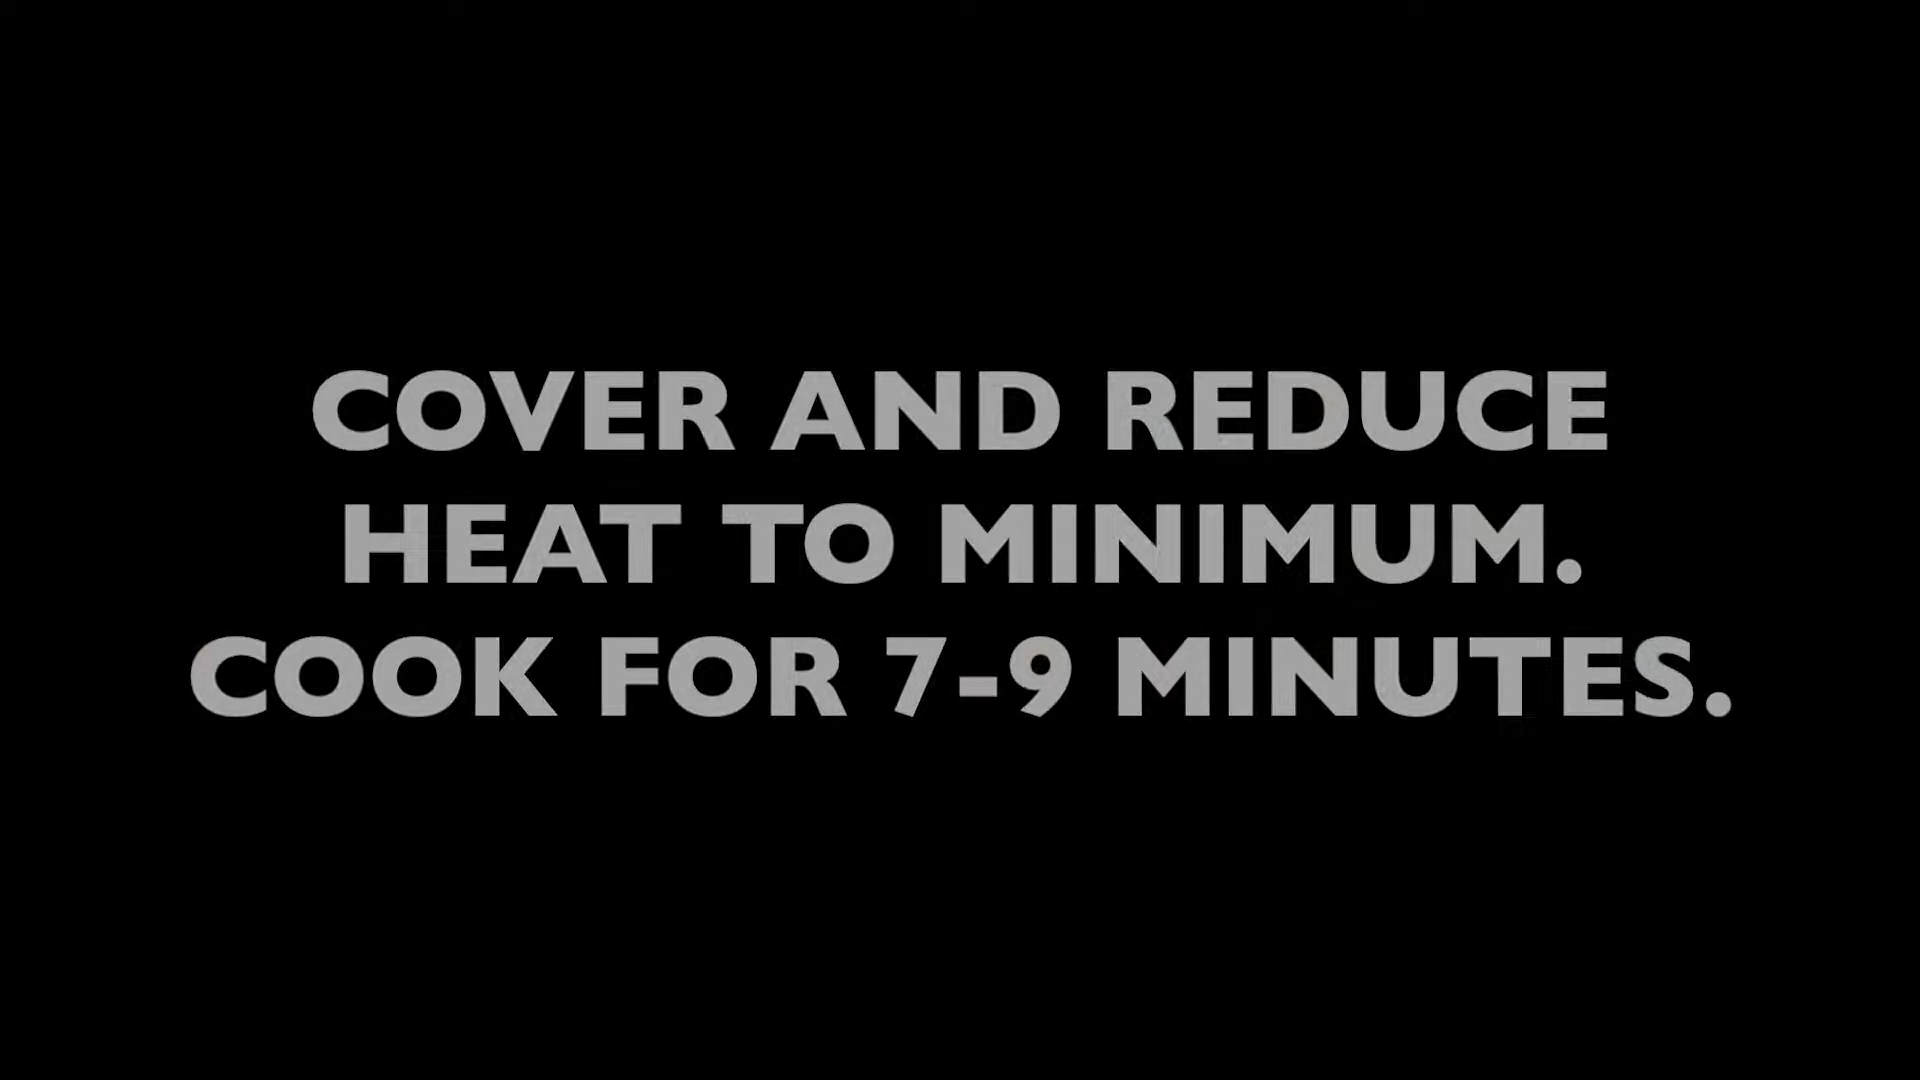 COVER AND REDUCE
HEAT TO MINIMUM.
COOK FOR 7-9 MINUTES.